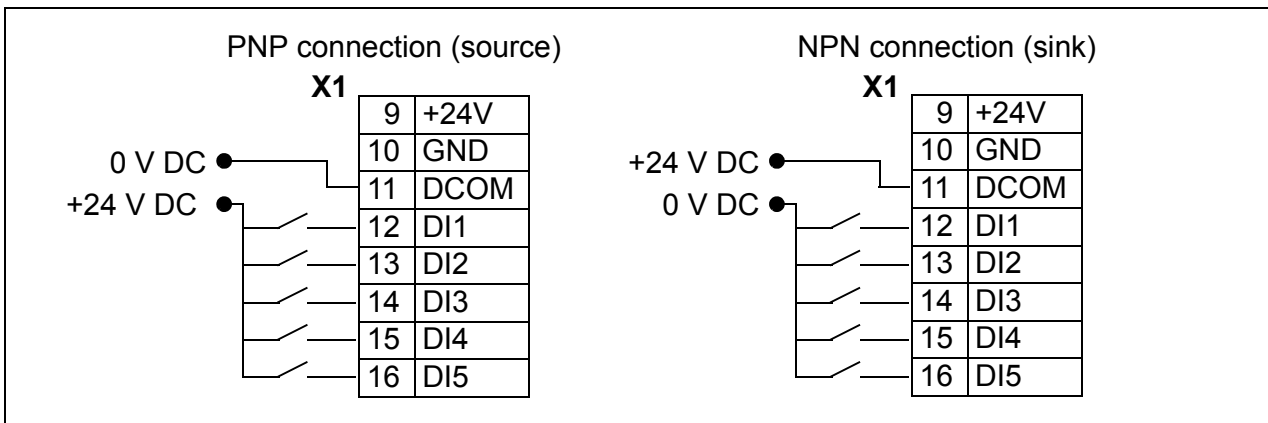 PNP connection (source) NPN connection (sink)
X1 X1
9 +24V 9 +24V
0 V DC 10 GND +24 V DC 10 GND
11 DCOM 11 DCOM
+24 V DC 12 DI1 0 V DC 12 DI1
13 DI2 13 DI2
14 DI3 14 DI3
15 DI4 15 DI4
16 DI5 16 DI5